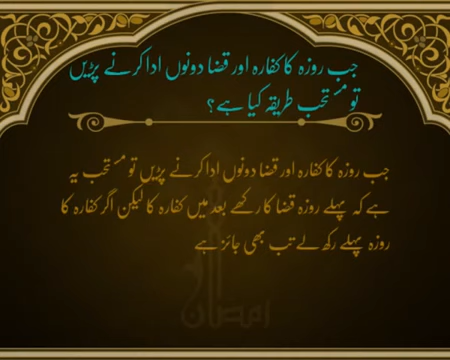 جب روزہ کا کفارہ اور قضا دونوں ادا کرنے پڑیں
تو مستحب طریقہ کیا ہے؟
جب روزہ کا کفارہ اور قضا دونوں ادا کرنے پڑیں تو مستحب یہ
ہے کہ پہلے روزہ قضا کا رکھے بعد میں کفارہ کا لیکن اگر کفارہ کا
روزہ پہلے رکھ لے تب بھی جائز ہے
رمضان